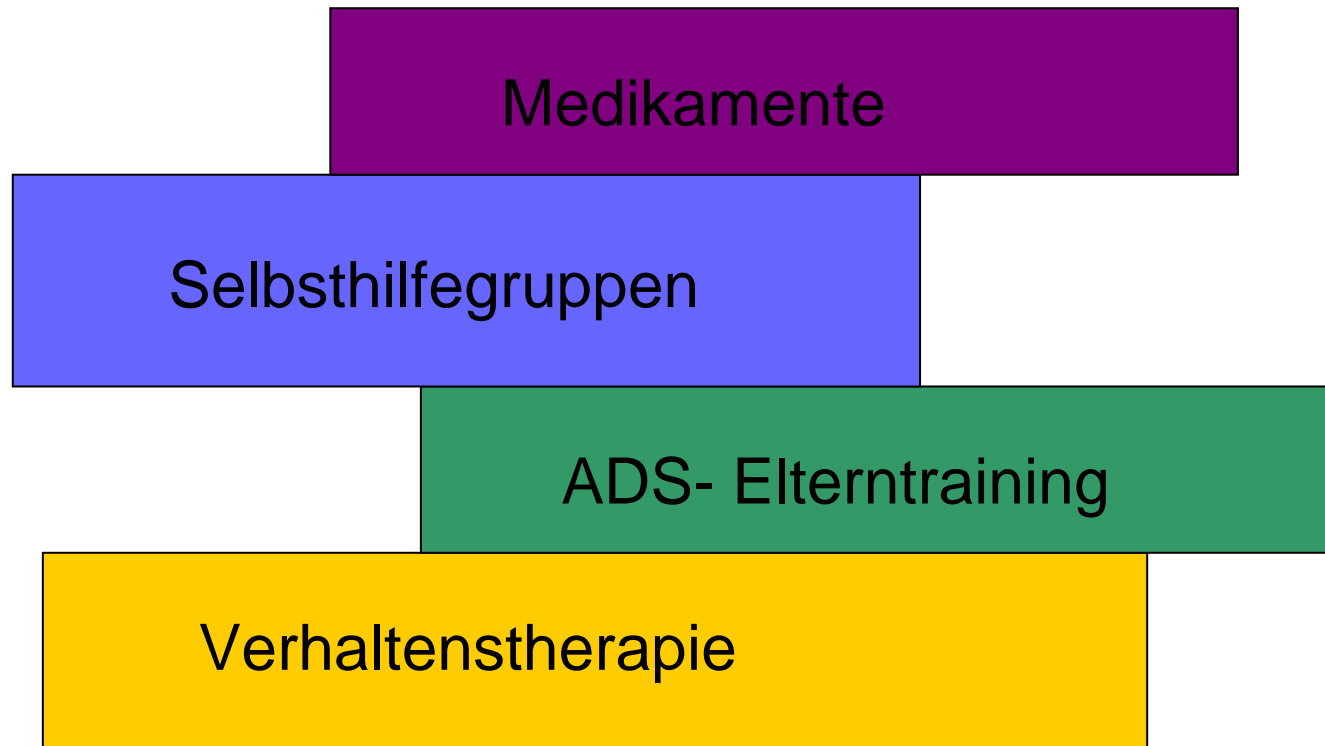 Medikamente
Selbsthilfegruppen
ADS- Elterntraining
Verhaltenstherapie